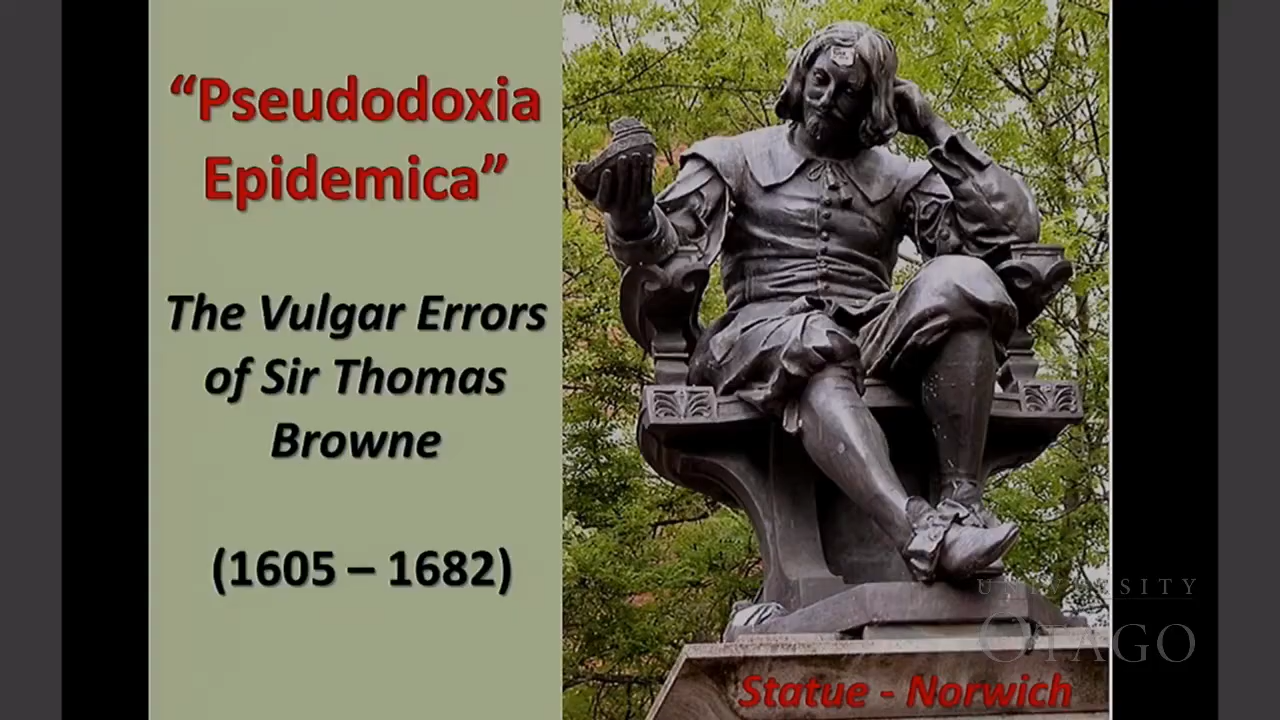 “Pseudodoxia
Epidemica”
The Vulgar Errors
of Sir Thomas
Browne
(1605 – 1682)
UNIVERSITY
OTAGO
Statue - Norwich